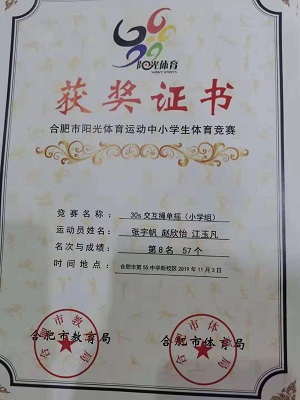 阳光体育
SUNNY SPORTS
获奖证书
合肥市阳光体育运动中小学生体育竞赛
竞赛名称： 30s 交互绳单摇（小学组）
运动员姓名： 张宇帆 赵欣怡 江玉凡
名次与成绩： 第8名 57个
时间地点： 合肥市第55中学新校区2019年11月3日
合肥市教育局 合肥市体育局